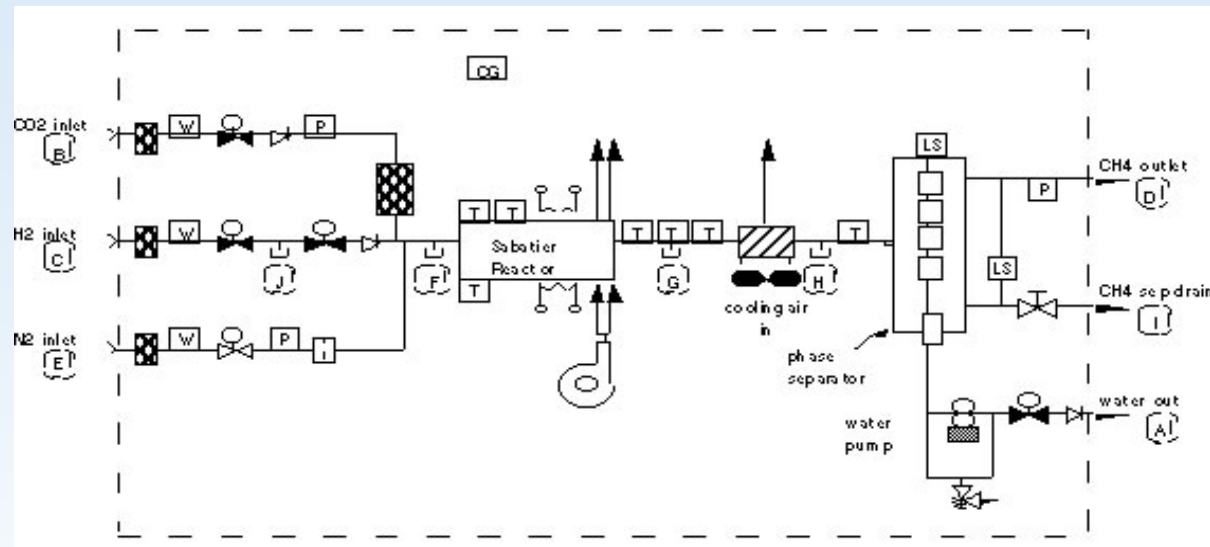 CG
CO2 inlet
B
W
P
H2 inlet
C
W
J
F
N2 inlet
E
W
P
T
T
Sabatier
Reactor
T
T
T
T
G
cooling air
in
H
T
LS
phase
separator
CH4 outlet
D
P
LS
CH4 sep drain
I
water
pump
water out
A